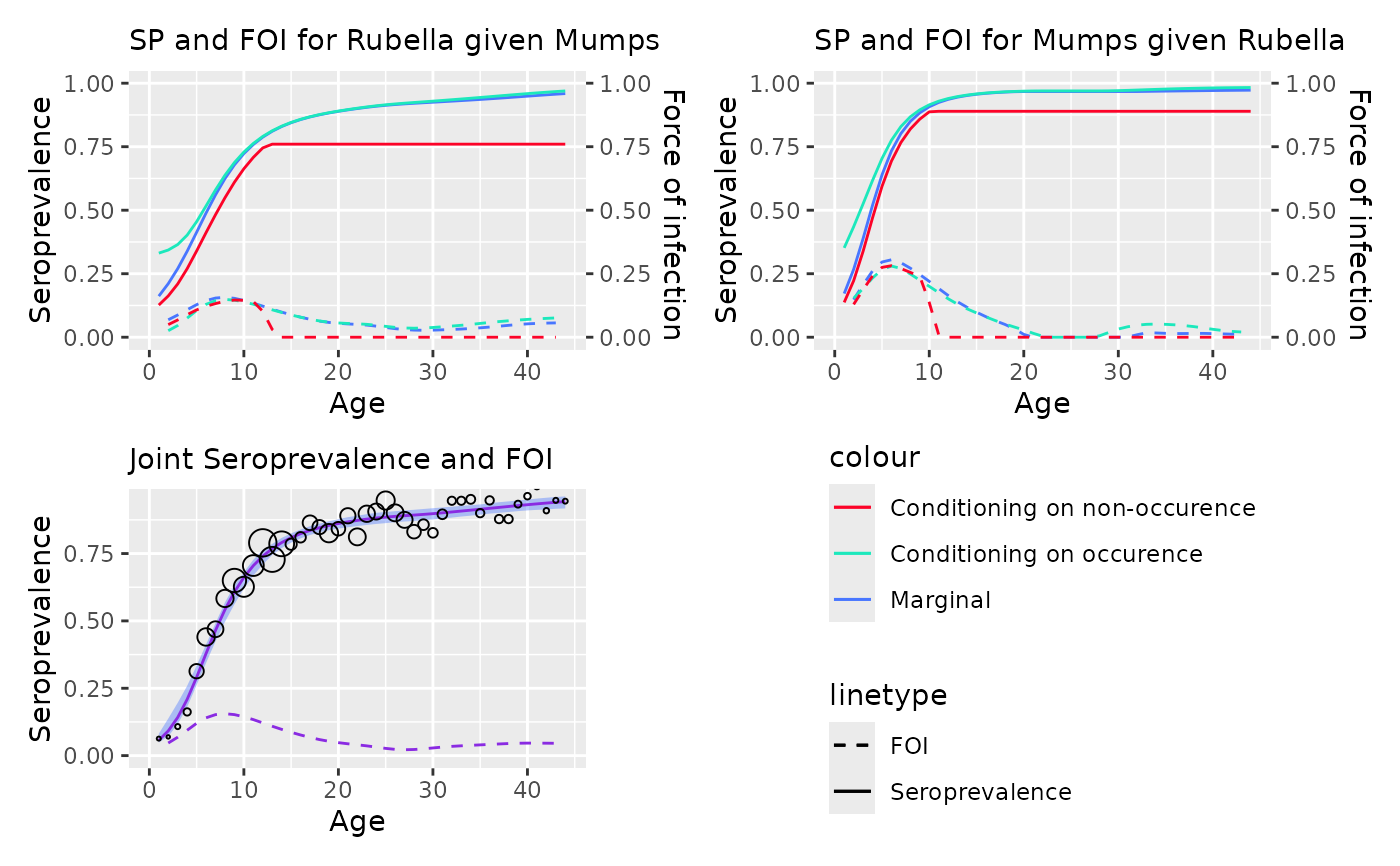 SP and FOI for Rubella given Mumps
1.00
0.75
0.50
0.25
0.00
Seroprevalence
1.00
0.75
0.50
0.25
0.00
Force of infection
0 10 20 30 40
Age
SP and FOI for Mumps given Rubella
1.00
0.75
0.50
0.25
0.00
Seroprevalence
1.00
0.75
0.50
0.25
0.00
Force of infection
0 10 20 30 40
Age
Joint Seroprevalence and FOI
0.75
0.50
0.25
0.00
Seroprevalence
0 10 20 30 40
Age
colour
Conditioning on non-occurence
Conditioning on occurence
Marginal
linetype
FOI
Seroprevalence